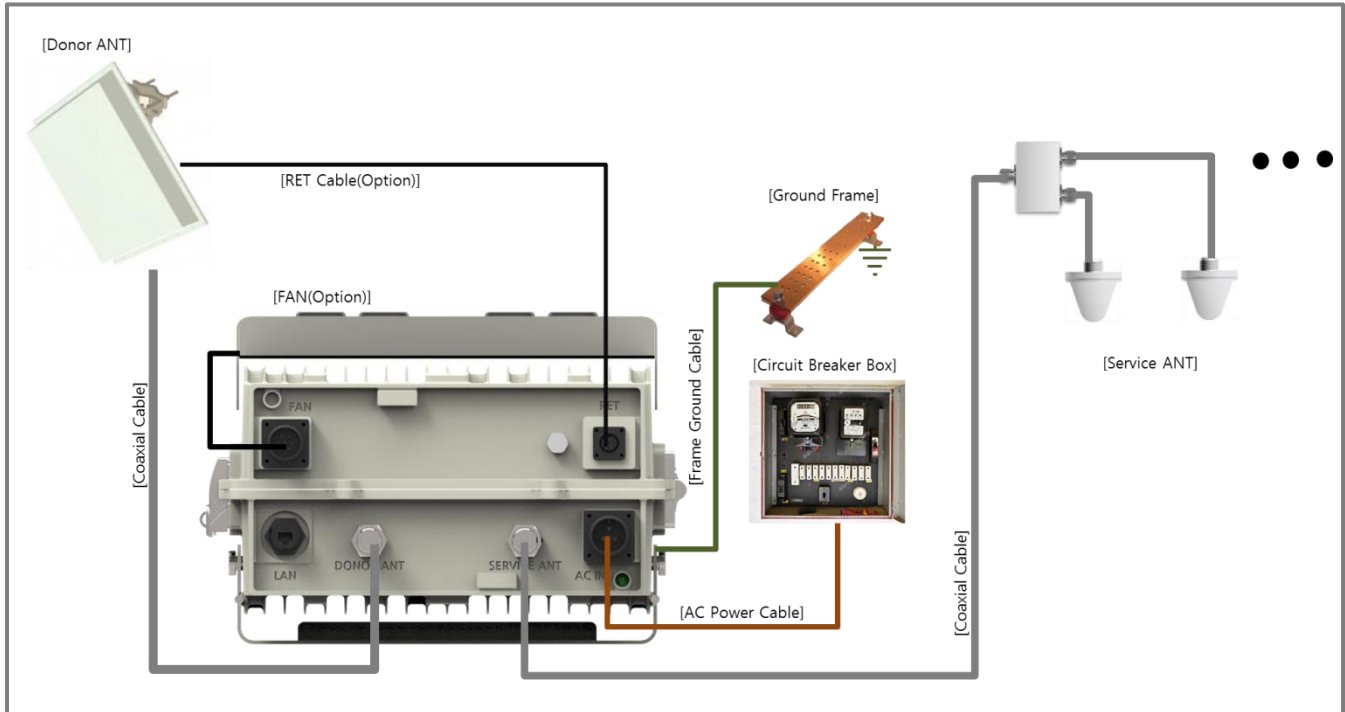 [Donor ANT]
[RET Cable(Option)]
[Ground Frame]
[FAN(Option)]
[Circuit Breaker Box]
[Service ANT]
[Coaxial Cable]
[Frame Ground Cable]
[Coaxial Cable]
FAN
RET
LAN
DONOR ANT
SERVICE ANT
AC IN
[AC Power Cable]